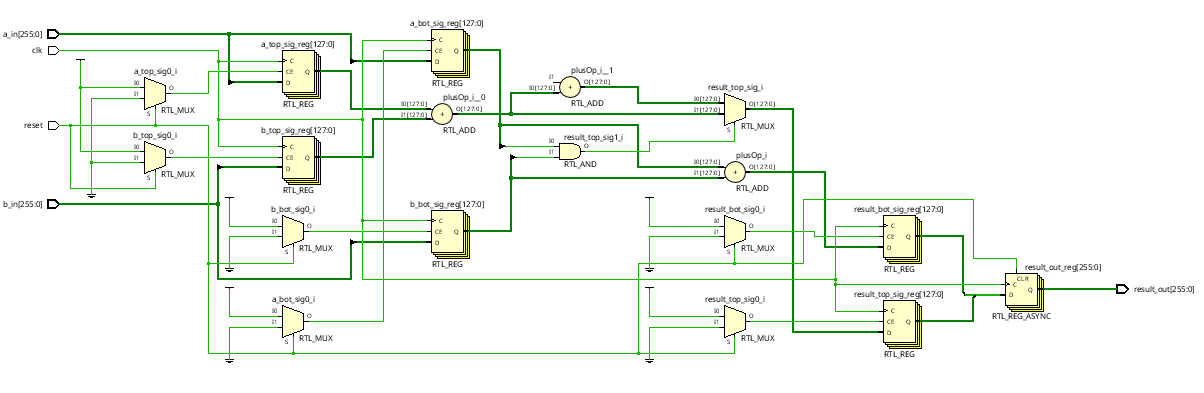 a_in[255:0]
clk
reset
b_in[255:0]
a_top_sig0_i
I0
I1
O
S
RTL_MUX
b_top_sig0_i
I0
I1
O
S
RTL_MUX
a_top_sig_reg[127:0]
C
CE
D
Q
RTL_REG
b_top_sig_reg[127:0]
C
CE
D
Q
RTL_REG
b_bot_sig0_i
I0
I1
O
S
RTL_MUX
a_bot_sig0_i
I0
I1
O
S
RTL_MUX
a_bot_sig_reg[127:0]
C
CE
D
Q
RTL_REG
plusOp_i__0
I0[127:0]
I1[127:0]
+
O[127:0]
RTL_ADD
b_bot_sig_reg[127:0]
C
CE
D
Q
RTL_REG
plusOp_i__1
I1
I0[127:0]
+
O[127:0]
RTL_ADD
result_top_sig1_i
I0
I1
O
RTL_AND
result_top_sig_i
I0[127:0]
I1[127:0]
O[127:0]
S
RTL_MUX
plusOp_i
I0[127:0]
I1[127:0]
+
O[127:0]
RTL_ADD
result_bot_sig0_i
I0
I1
O
S
RTL_MUX
result_top_sig0_i
I0
I1
O
S
RTL_MUX
result_bot_sig_reg[127:0]
C
CE
D
Q
RTL_REG
result_top_sig_reg[127:0]
C
CE
D
Q
RTL_REG
result_out_reg[255:0]
CLR
C
D
Q
RTL_REG_ASYNC
result_out[255:0]